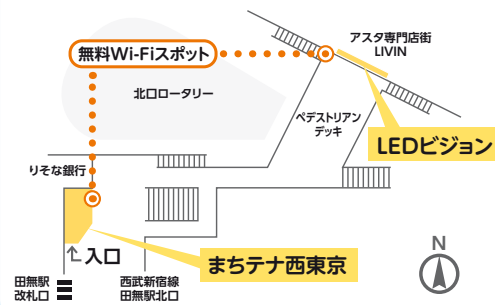 アスタ専門店街
LIVIN
無料Wi-Fiスポット
北口ロータリー
ペデストリアン
デッキ
LEDビジョン
りそな銀行
入口
まちテナ西東京
N
田無駅
改札口
西武新宿線
田無駅北口